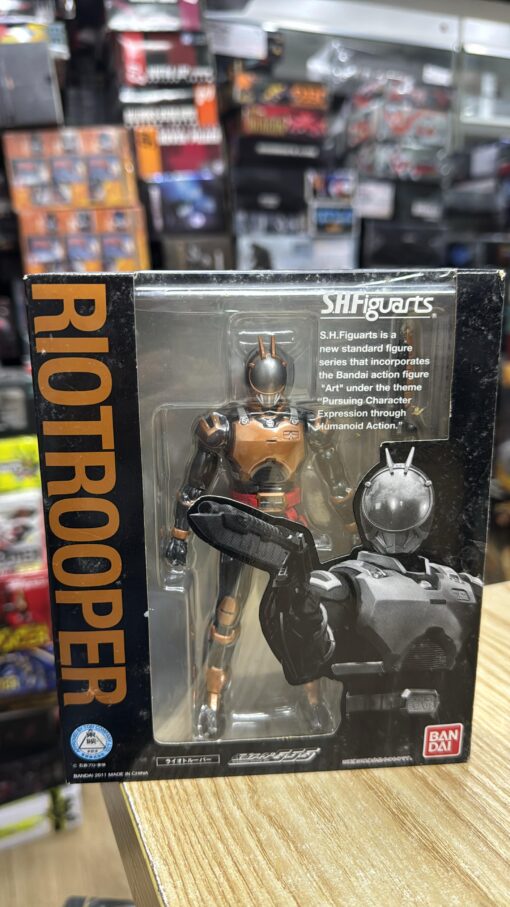 S.H.Figuarts
S.H.Figuarts is a
new standard figure
series that incorporates
the Bandai action figure
"Art" under the theme
"Pursuing Character
Expression through
Humanoid Action."
RIOTROOPER
ライオトルーパー
555
BAN
DAI
BANDAI 2011 MADE IN CHINA